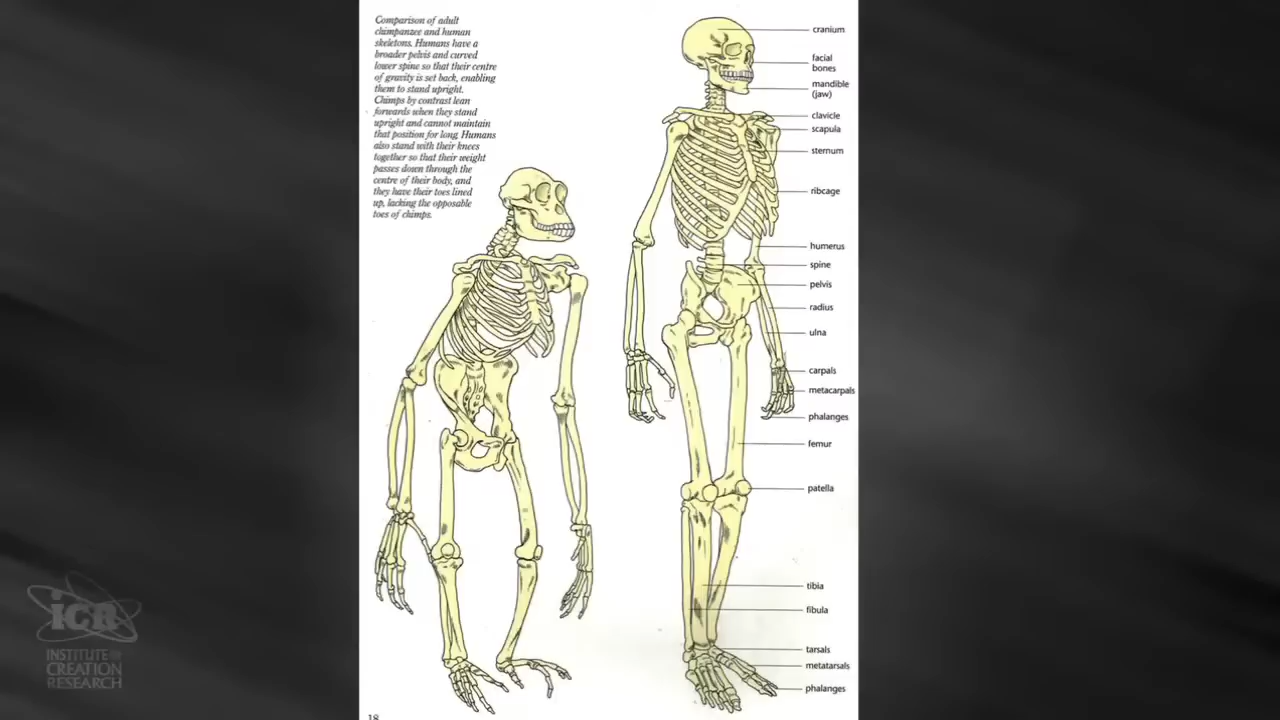 Comparison of adult
chimpanzee and human
skeletons. Humans have a
broader pelvis and curved
lower spine so that their centre
of gravity is set back, enabling
them to stand upright.
Chimps by contrast lean
forwards when they stand
upright and cannot maintain
that position for long. Humans
also stand with their knees
together so that their weight
passes down through the
centre of their body, and
they have their toes lined
up, lacking the opposable
toes of chimps.
cranium
facial
bones
mandible
(jaw)
clavicle
scapula
sternum
ribcage
humerus
spine
pelvis
radius
ulna
carpals
metacarpals
phalanges
femur
patella
tibia
fibula
tarsals
metatarsals
phalanges
18
ICR
INSTITUTE FOR
CREATION
RESEARCH